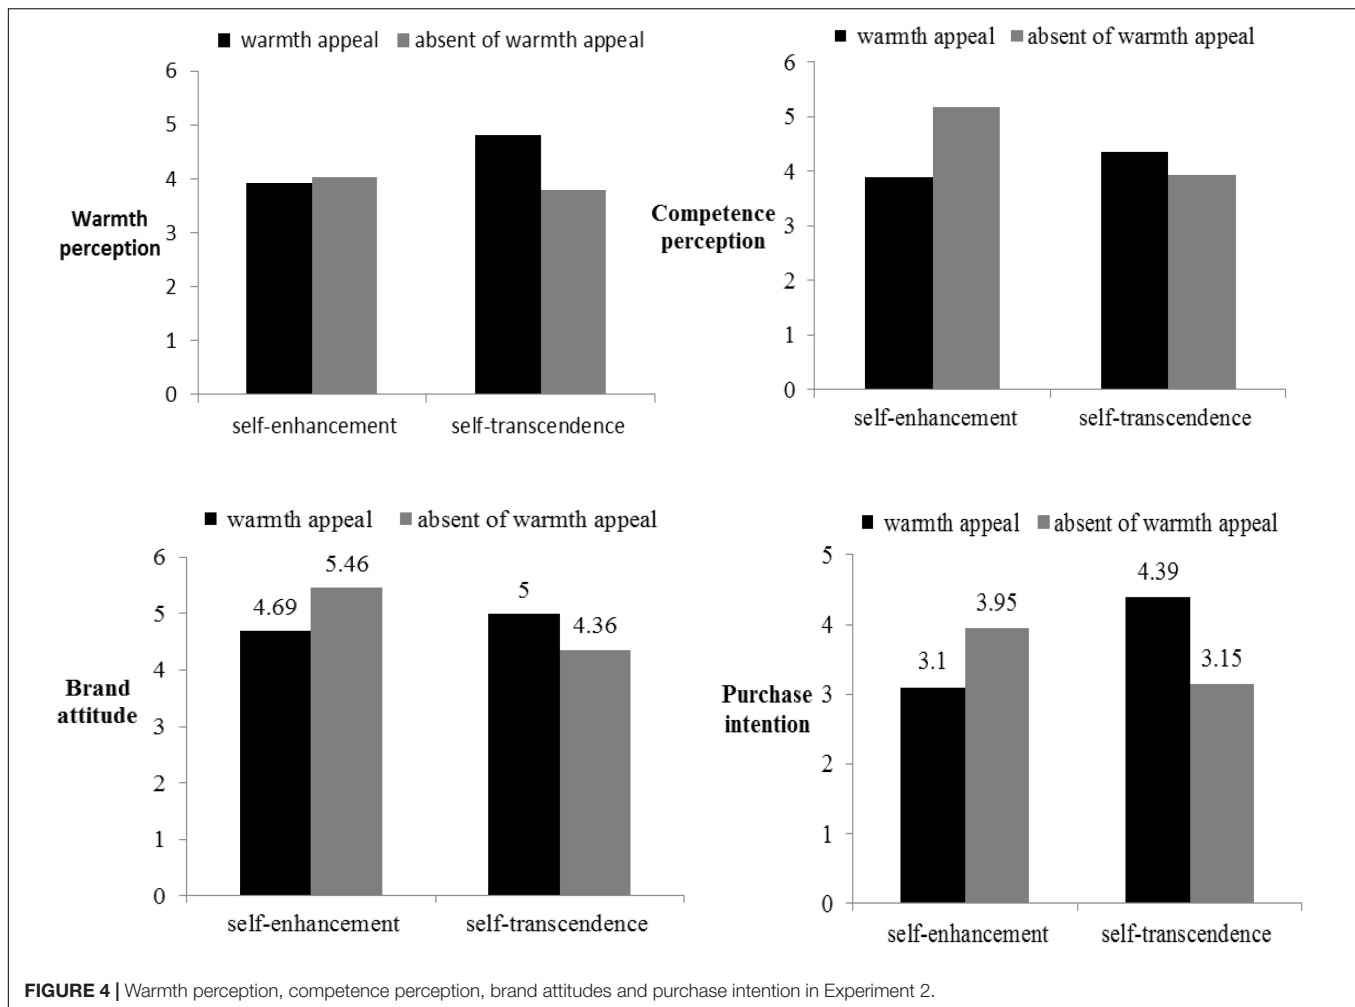 warmth appeal absent of warmth appeal
6
5
4
3
2
1
0
Warmth
perception
self-enhancement self-transcendence
warmth appeal absent of warmth appeal
6
5
4
3
2
1
0
Competence
perception
self-enhancement self-transcendence
warmth appeal absent of warmth appeal
6
5
4
3
2
1
0
4.69 5.46 5 4.36
Brand
attitude
self-enhancement self-transcendence
warmth appeal absent of warmth appeal
5
4
3
2
1
0
3.1 3.95 4.39 3.15
Purchase
intention
self-enhancement self-transcendence
FIGURE 4 | Warmth perception, competence perception, brand attitudes and purchase intention in Experiment 2.